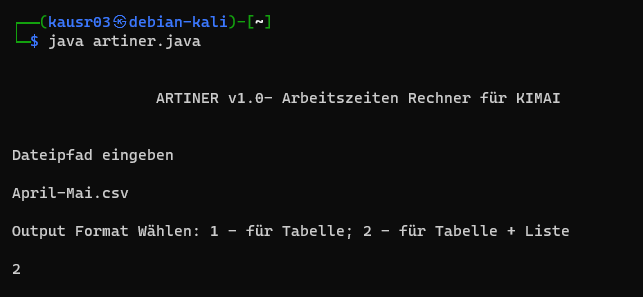 ┌──(kausr03㉿debian-kali)-[~]
└─$ java artiner.java
ARTINER v1.0- Arbeitszeiten Rechner für KIMAI
Dateipfad eingeben
April-Mai.csv
Output Format Wählen: 1 - für Tabelle; 2 - für Tabelle + Liste
2